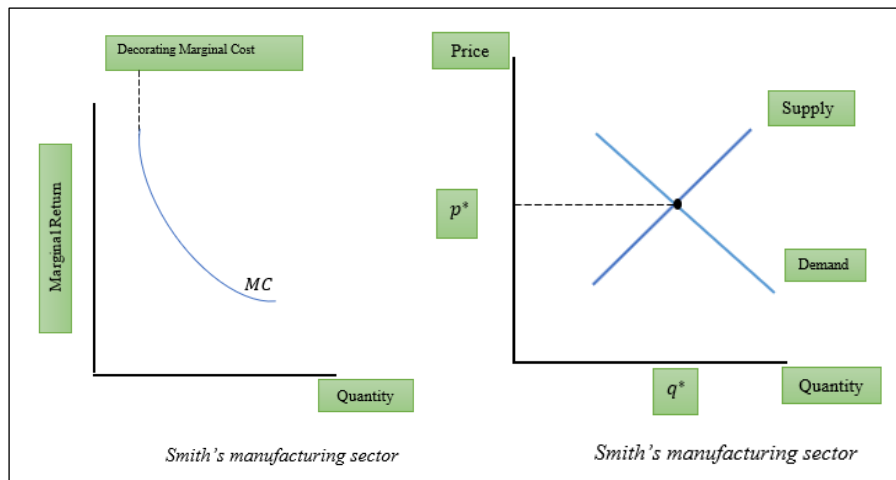 Decorating Marginal Cost
Marginal Return
MC
Quantity
Smith's manufacturing sector
Price
Supply
p*
Demand
q*
Quantity
Smith's manufacturing sector